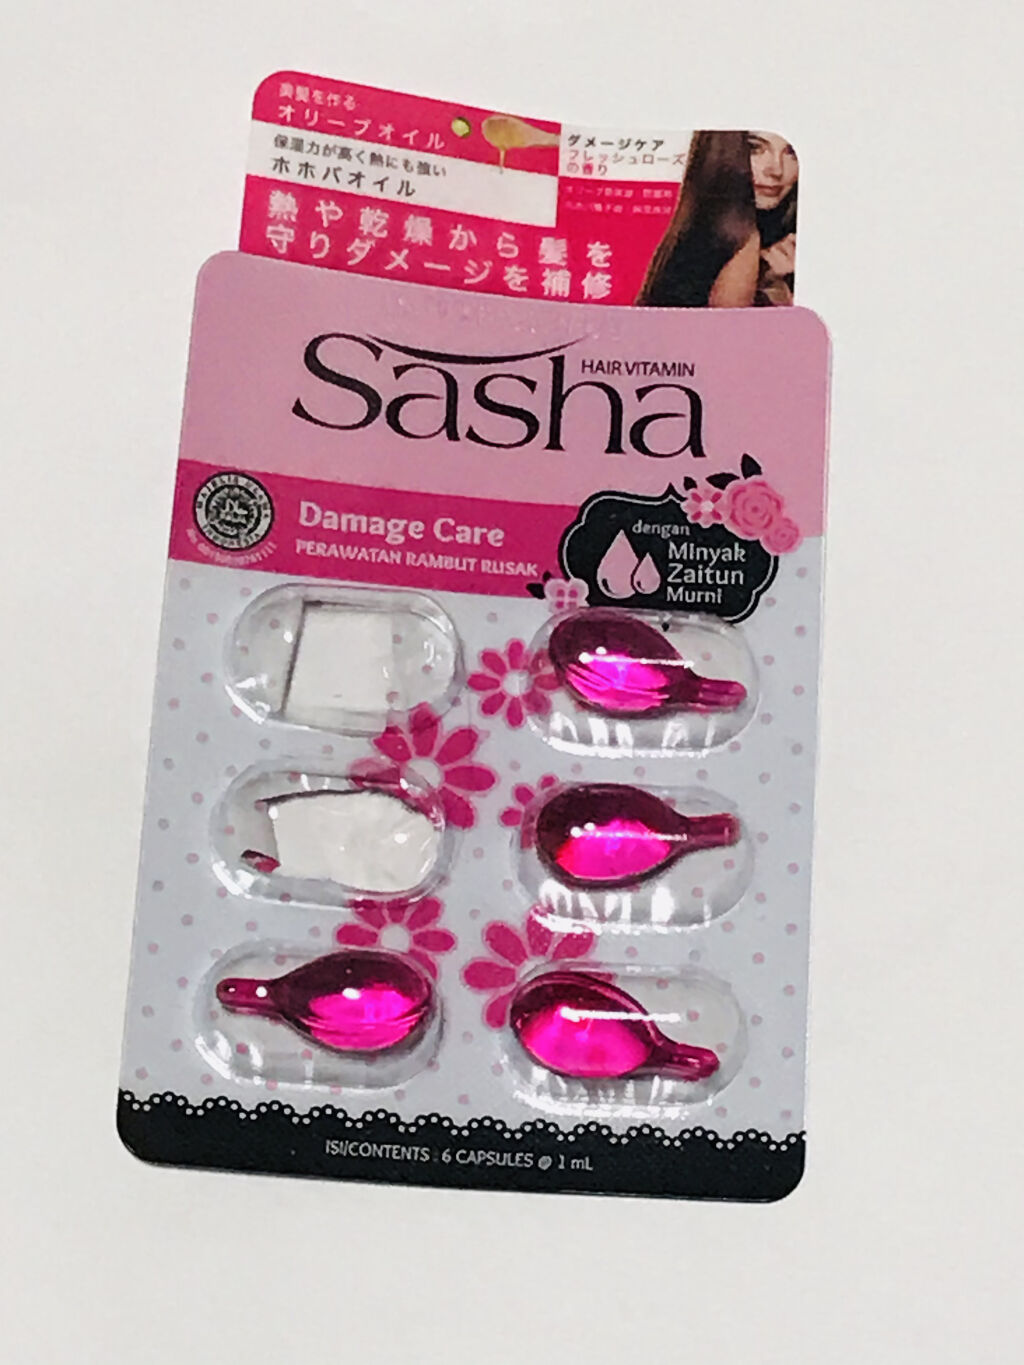 美髪を作る
オリーブオイル
保湿力が高く熱にも強い
ホホバオイル
熱や乾燥から髪を
守りダメージを補修
ダメージケア
フレッシュローズ
の香り
Sasha
HAIR VITAMIN
Damage Care
PERAWATAN RAMBUT RUSAK
dengan
Minyak
Zaitun
Murni
ISI/CONTENTS : 6 CAPSULES @ 1 mL